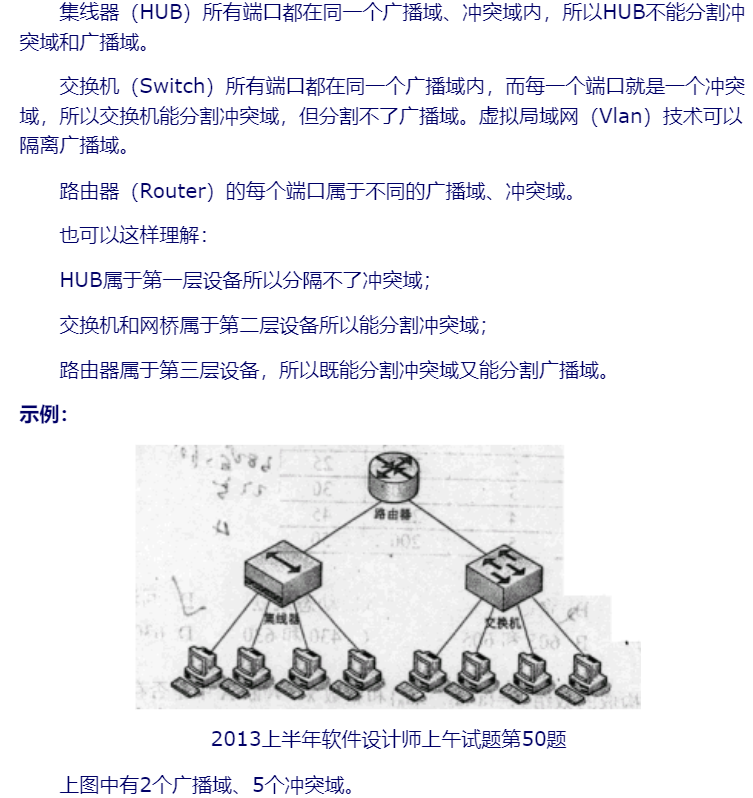 集线器（HUB）所有端口都在同一个广播域、冲突域内，所以HUB不能分割冲
突域和广播域。
交换机（Switch）所有端口都在同一个广播域内，而每一个端口就是一个冲突
域，所以交换机能分割冲突域，但分割不了广播域。虚拟局域网（Vlan）技术可以
隔离广播域。
路由器（Router）的每个端口属于不同的广播域、冲突域。
也可以这样理解：
HUB属于第一层设备所以分隔不了冲突域；
交换机和网桥属于第二层设备所以能分割冲突域；
路由器属于第三层设备，所以既能分割冲突域又能分割广播域。
示例：
路由器
集线器
交换机
2013上半年软件设计师上午试题第50题
上图中有2个广播域、5个冲突域。